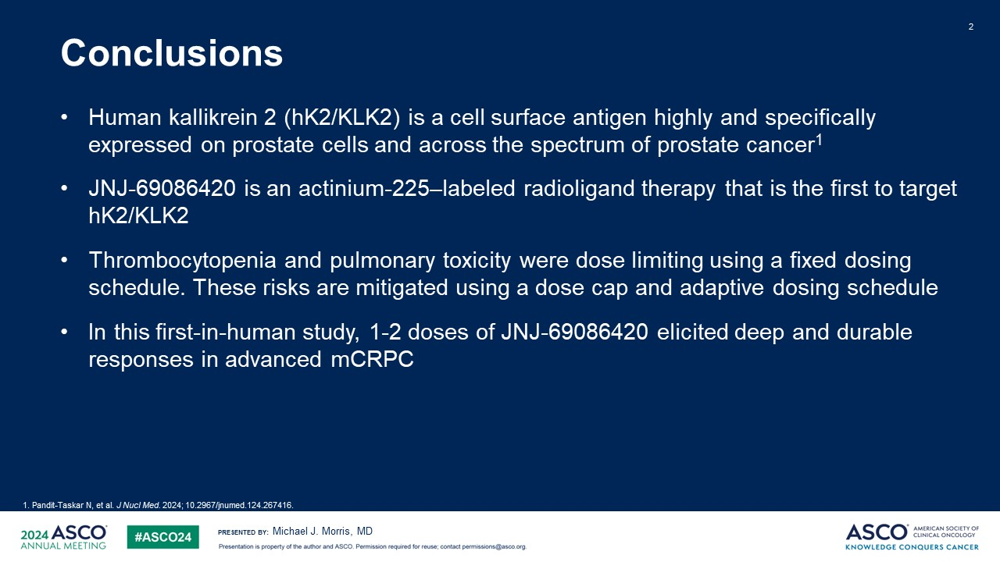 2
Conclusions
• Human kallikrein 2 (hK2/KLK2) is a cell surface antigen highly and specifically
expressed on prostate cells and across the spectrum of prostate cancer1
• JNJ-69086420 is an actinium-225–labeled radioligand therapy that is the first to target
hK2/KLK2
• Thrombocytopenia and pulmonary toxicity were dose limiting using a fixed dosing
schedule. These risks are mitigated using a dose cap and adaptive dosing schedule
• In this first-in-human study, 1-2 doses of JNJ-69086420 elicited deep and durable
responses in advanced mCRPC
1. Pandit-Taskar N, et al. J Nucl Med. 2024; 10.2967/jnumed.124.267416.
2024 ASCO
ANNUAL MEETING
#ASCO24
PRESENTED BY: Michael J. Morris, MD
Presentation is property of the author and ASCO. Permission required for reuse; contact permissions@asco.org.
ASCO AMERICAN SOCIETY OF
CLINICAL ONCOLOGY
KNOWLEDGE CONQUERS CANCER